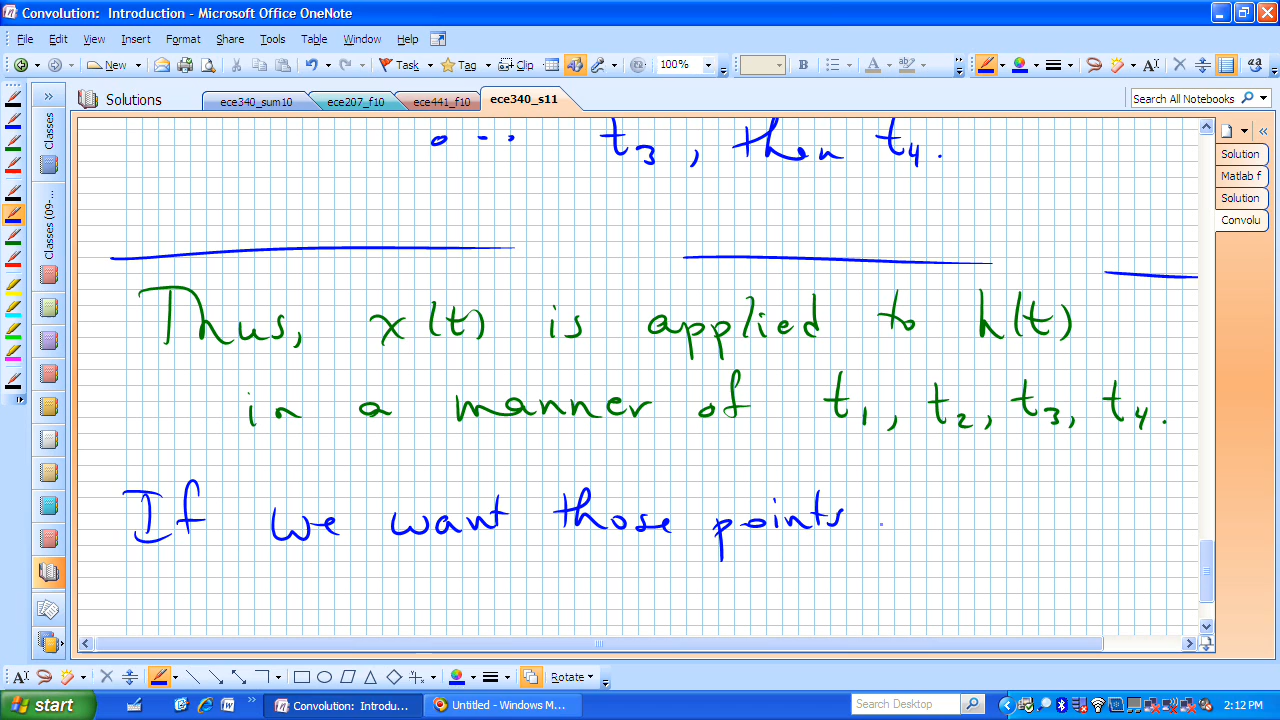 Convolution: Introduction - Microsoft Office OneNote
File Edit View Insert Format Share Tools Table Window Help
New Task Tag Clip 100%
Solutions ece340_sum10 ece207_f10 ece441_f10 ece340_s11 Search All Notebooks
Classes
Classes (09-...
Solution
Matlab f
Solution
Convolu
... t3, then t4.
Thus, x(t) is applied to h(t)
in a manner of t1, t2, t3, t4.
If we want those points
Rotate
start Convolution: Introdu... Untitled - Windows M... Search Desktop 2:12 PM